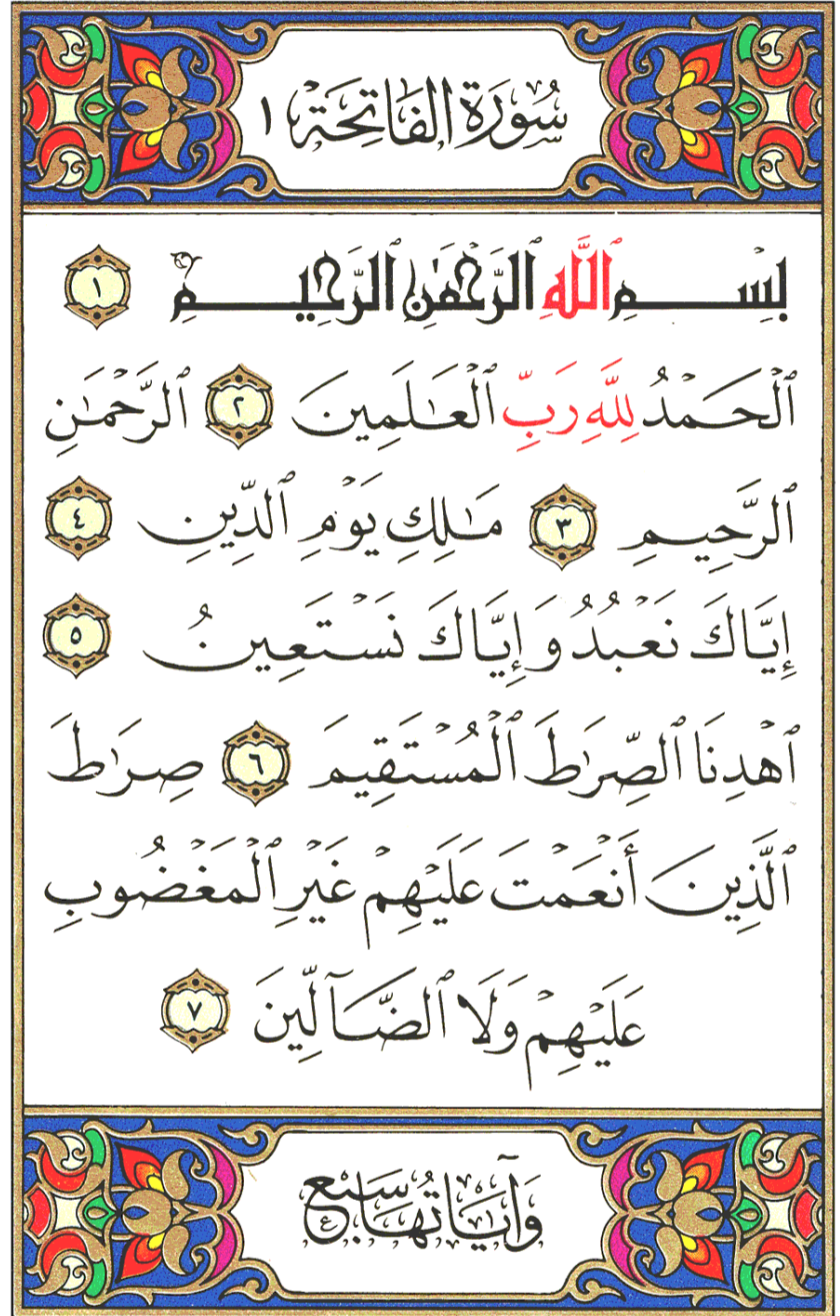 سُورَةُ الفَاتِحَةِ ١
بِسْمِ ٱللَّهِ ٱلرَّحْمَٰنِ ٱلرَّحِيمِ ١
ٱلْحَمْدُ لِلَّهِ رَبِّ ٱلْعَٰلَمِينَ ٢ ٱلرَّحْمَٰنِ
ٱلرَّحِيمِ ٣ مَٰلِكِ يَوْمِ ٱلدِّينِ ٤
إِيَّاكَ نَعْبُدُ وَإِيَّاكَ نَسْتَعِينُ ٥
ٱهْدِنَا ٱلصِّرَٰطَ ٱلْمُسْتَقِيمَ ٦ صِرَٰطَ
ٱلَّذِينَ أَنْعَمْتَ عَلَيْهِمْ غَيْرِ ٱلْمَغْضُوبِ
عَلَيْهِمْ وَلَا ٱلضَّآلِّينَ ٧
وَآيَاتُهَا سَبْعٌ